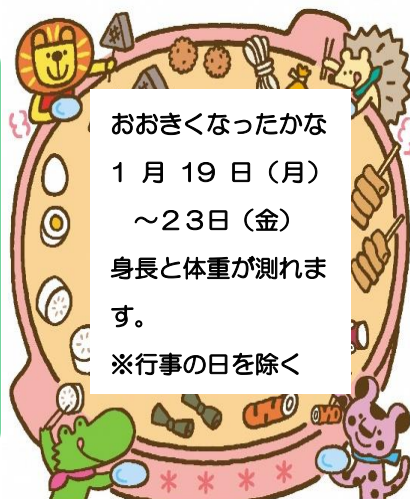 おおきくなったかな
1 月 19 日（月）
～２３日（金）
身長と体重が測れま
す。
※行事の日を除く